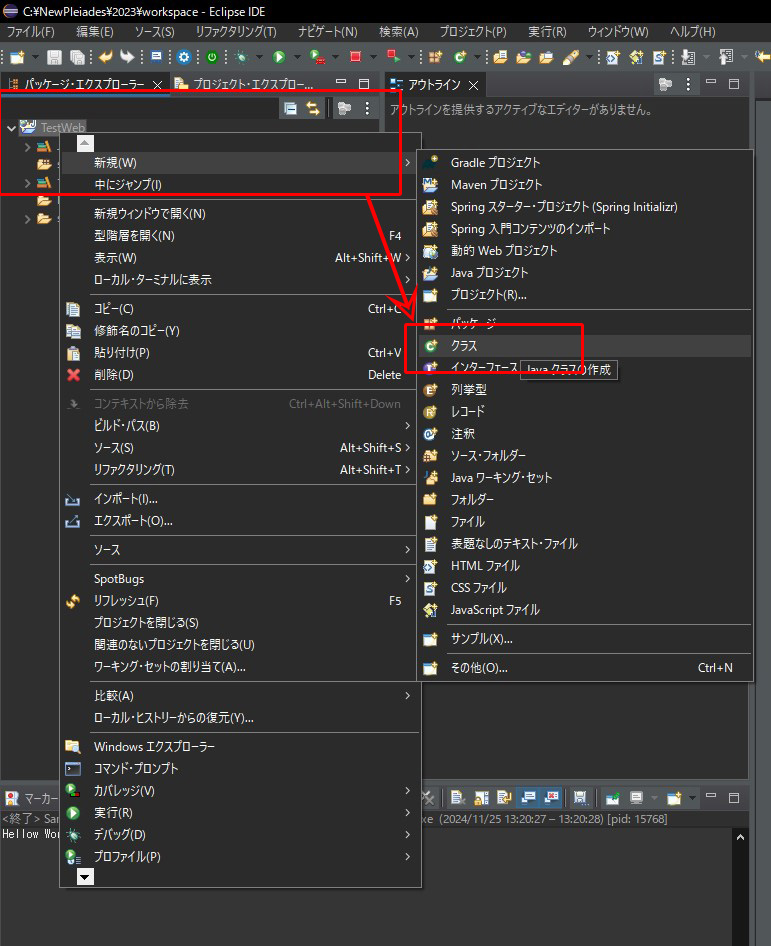 C:¥NewPleiades¥2023¥workspace - Eclipse IDE
ファイル(F) 編集(E) ソース(S) リファクタリング(T) ナビゲート(N) 検索(A) プロジェクト(P) 実行(R) ウィンドウ(W) ヘルプ(H)
パッケージ・エクスプローラー プロジェクト・エクスプロー... アウトライン
アウトラインを提供するアクティブなエディターがありません。
TestWeb
新規(W)
中にジャンプ(I)
新規ウィンドウで開く(N)
型階層を開く(N) F4
表示(W) Alt+Shift+W
ローカル・ターミナルに表示
コピー(C) Ctrl+C
修飾名のコピー(Y)
貼り付け(P) Ctrl+V
削除(D) Delete
コンテキストから除去 Ctrl+Alt+Shift+Down
ビルド・パス(B)
ソース(S) Alt+Shift+S
リファクタリング(T) Alt+Shift+T
インポート(I)...
エクスポート(O)...
ソース
SpotBugs
リフレッシュ(F) F5
プロジェクトを閉じる(S)
関連のないプロジェクトを閉じる(U)
ワーキング・セットの割り当て(A)...
比較(A)
ローカル・ヒストリーからの復元(Y)...
Windows エクスプローラー
コマンド・プロンプト
カバレッジ(V)
実行(R)
デバッグ(D)
プロファイル(P)
Gradle プロジェクト
Maven プロジェクト
Spring スターター・プロジェクト (Spring Initializr)
Spring 入門コンテンツのインポート
動的 Web プロジェクト
Java プロジェクト
プロジェクト(R)...
パッケージ
クラス
インターフェース
Java クラスの作成
列挙型
レコード
注釈
ソース・フォルダー
Java ワーキング・セット
フォルダー
ファイル
表題なしのテキスト・ファイル
HTML ファイル
CSS ファイル
JavaScript ファイル
サンプル(X)...
その他(O)... Ctrl+N
マーカー
<終了> (2024/11/25 13:20:27 – 13:20:28) [pid: 15768]
Hellow